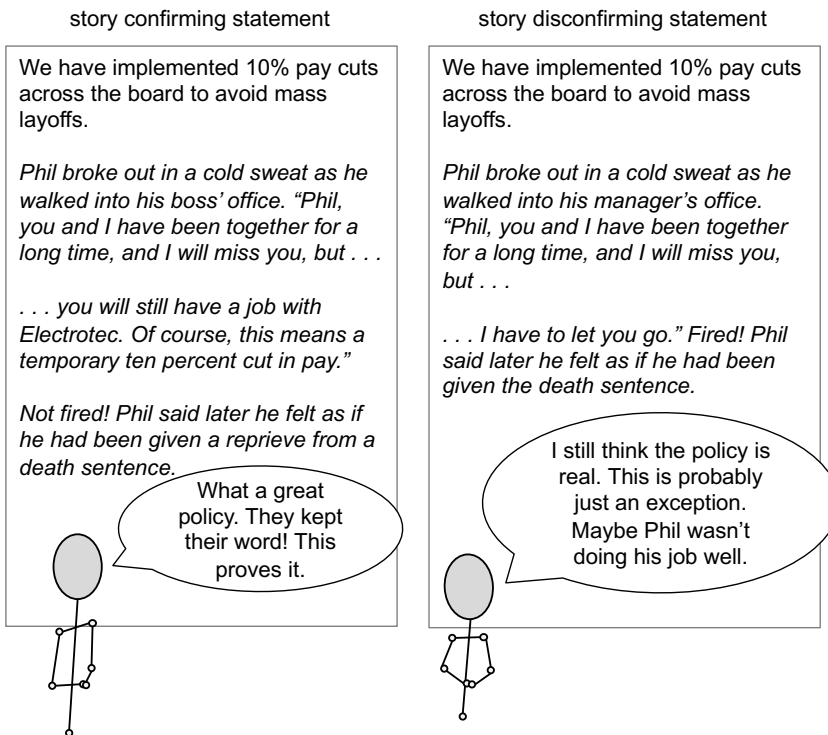 story confirming statement
We have implemented 10% pay cuts
across the board to avoid mass
layoffs.
Phil broke out in a cold sweat as he
walked into his boss’ office. “Phil,
you and I have been together for a
long time, and I will miss you, but . . .
. . . you will still have a job with
Electrotec. Of course, this means a
temporary ten percent cut in pay.”
Not fired! Phil said later he felt as if
he had been given a reprieve from a
death sentence.
What a great
policy. They kept
their word! This
proves it.
story disconfirming statement
We have implemented 10% pay cuts
across the board to avoid mass
layoffs.
Phil broke out in a cold sweat as he
walked into his manager’s office.
“Phil, you and I have been together
for a long time, and I will miss you,
but . . .
. . . I have to let you go.” Fired! Phil
said later he felt as if he had been
given the death sentence.
I still think the policy is
real. This is probably
just an exception.
Maybe Phil wasn’t
doing his job well.